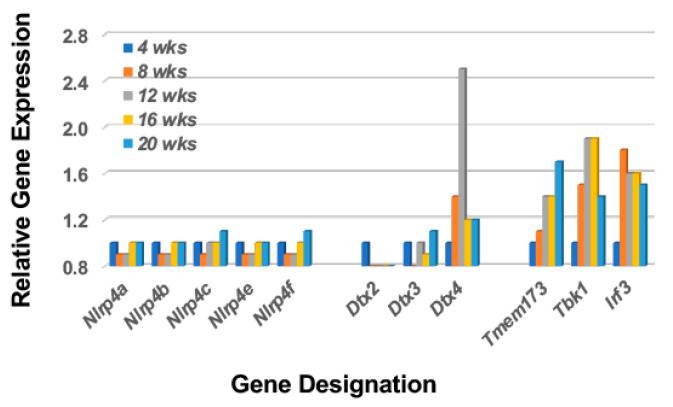 Relative Gene Expression
2.8
2.4
2.0
1.6
1.2
0.8
4 wks
8 wks
12 wks
16 wks
20 wks
Nlrp4a
Nlrp4b
Nlrp4c
Nlrp4e
Nlrp4f
Dtx2
Dtx3
Dtx4
Tmem173
Tbk1
Irf3
Gene Designation